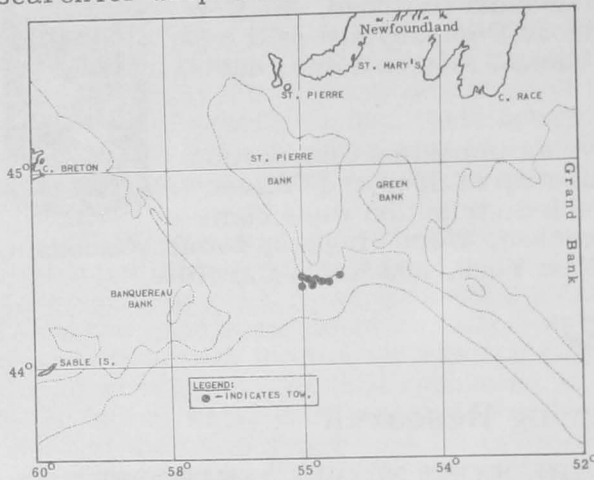 Newfoundland
ST. MARY'S
ST. PIERRE
C. RACE
45°
C. BRETON
ST. PIERRE
BANK
GREEN
BANK
Grand Bank
BANQUEREAU
BANK
44°
SABLE IS.
LEGEND:
● - INDICATES TOW.
60°
58°
55°
54°
52°